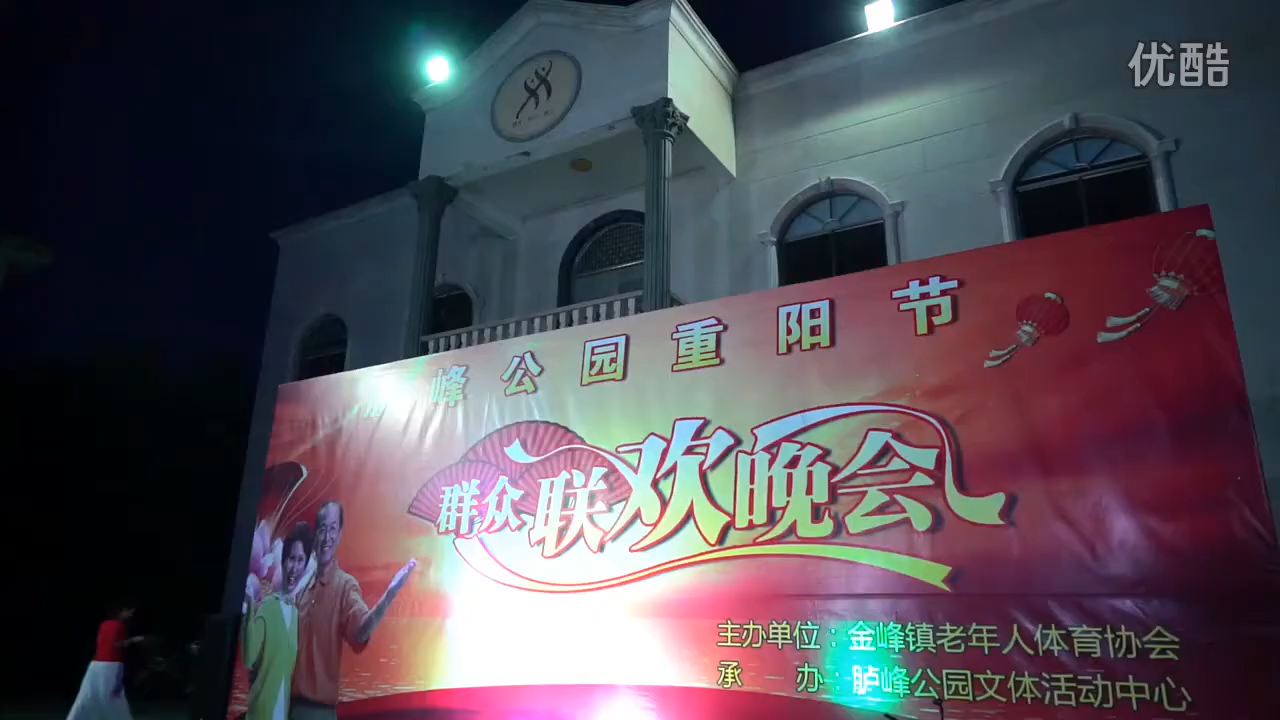 优酷
峰公园重阳节
群众联欢晚会
主办单位：金峰镇老年人体育协会
承 办：胪峰公园文体活动中心